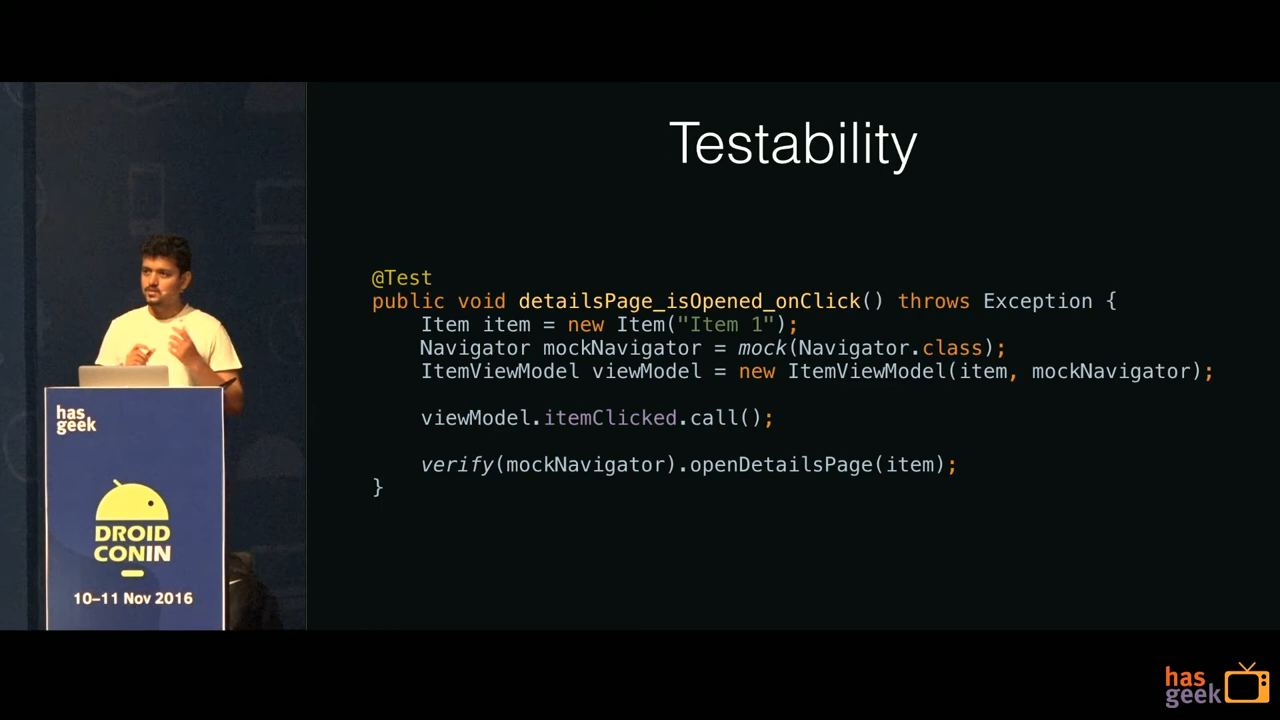 Testability
@Test
public void detailsPage_isOpened_onClick() throws Exception {
Item item = new Item("Item 1");
Navigator mockNavigator = mock(Navigator.class);
ItemViewModel viewModel = new ItemViewModel(item, mockNavigator);
viewModel.itemClicked.call();
verify(mockNavigator).openDetailsPage(item);
}
has
geek
DROID
CONIN
10–11 Nov 2016
has
geek